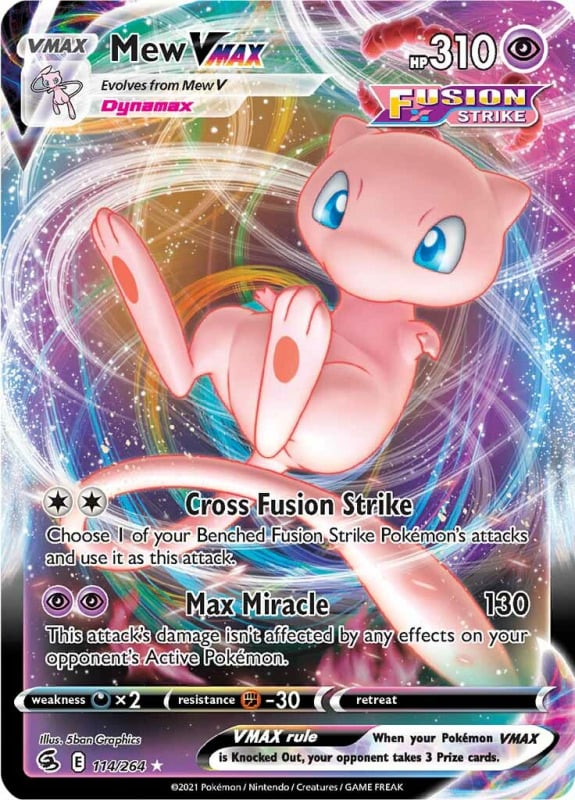 VMAX
Mew VMAX
HP 310
Evolves from Mew V
Dynamax
FUSION
STRIKE
Cross Fusion Strike
Choose 1 of your Benched Fusion Strike Pokémon's attacks
and use it as this attack.
Max Miracle 130
This attack's damage isn't affected by any effects on your
opponent's Active Pokémon.
weakness ×2 resistance -30 retreat
Illus. 5ban Graphics
VMAX rule When your Pokémon VMAX
is Knocked Out, your opponent takes 3 Prize cards.
E 114/264 ★
©2021 Pokémon / Nintendo / Creatures / GAME FREAK